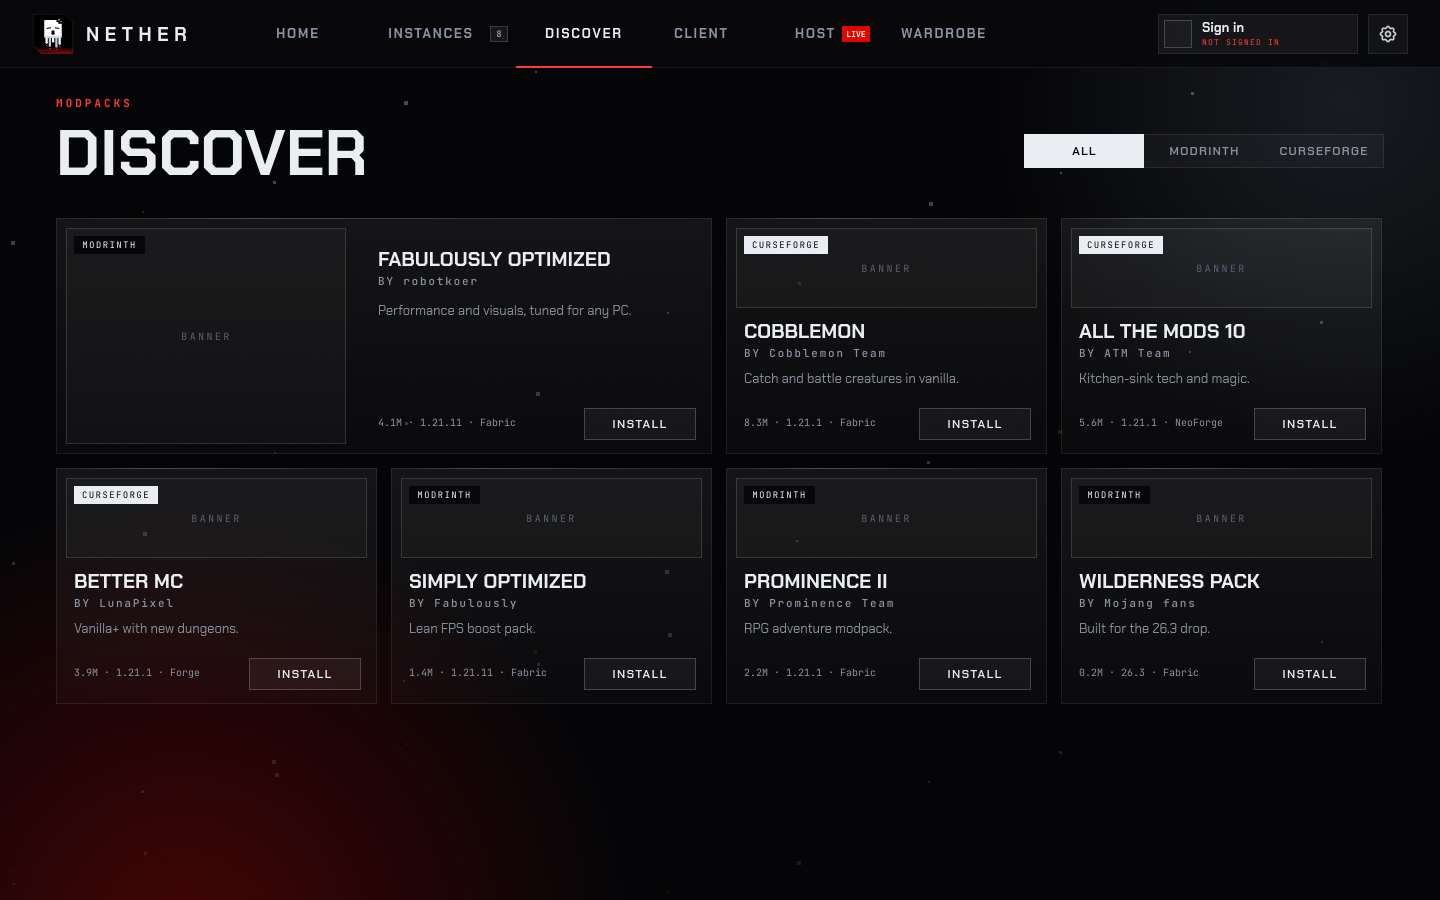 NETHER
HOME
INSTANCES 8
DISCOVER
CLIENT
HOST LIVE
WARDROBE
Sign in
NOT SIGNED IN
MODPACKS
DISCOVER
ALL
MODRINTH
CURSEFORGE
MODRINTH
BANNER
FABULOUSLY OPTIMIZED
BY robotkoer
Performance and visuals, tuned for any PC.
4.1M · 1.21.11 · Fabric
INSTALL
CURSEFORGE
BANNER
COBBLEMON
BY Cobblemon Team
Catch and battle creatures in vanilla.
8.3M · 1.21.1 · Fabric
INSTALL
CURSEFORGE
BANNER
ALL THE MODS 10
BY ATM Team
Kitchen-sink tech and magic.
5.6M · 1.21.1 · NeoForge
INSTALL
CURSEFORGE
BANNER
BETTER MC
BY LunaPixel
Vanilla+ with new dungeons.
3.9M · 1.21.1 · Forge
INSTALL
MODRINTH
BANNER
SIMPLY OPTIMIZED
BY Fabulously
Lean FPS boost pack.
1.4M · 1.21.11 · Fabric
INSTALL
MODRINTH
BANNER
PROMINENCE II
BY Prominence Team
RPG adventure modpack.
2.2M · 1.21.1 · Fabric
INSTALL
MODRINTH
BANNER
WILDERNESS PACK
BY Mojang fans
Built for the 26.3 drop.
0.2M · 26.3 · Fabric
INSTALL